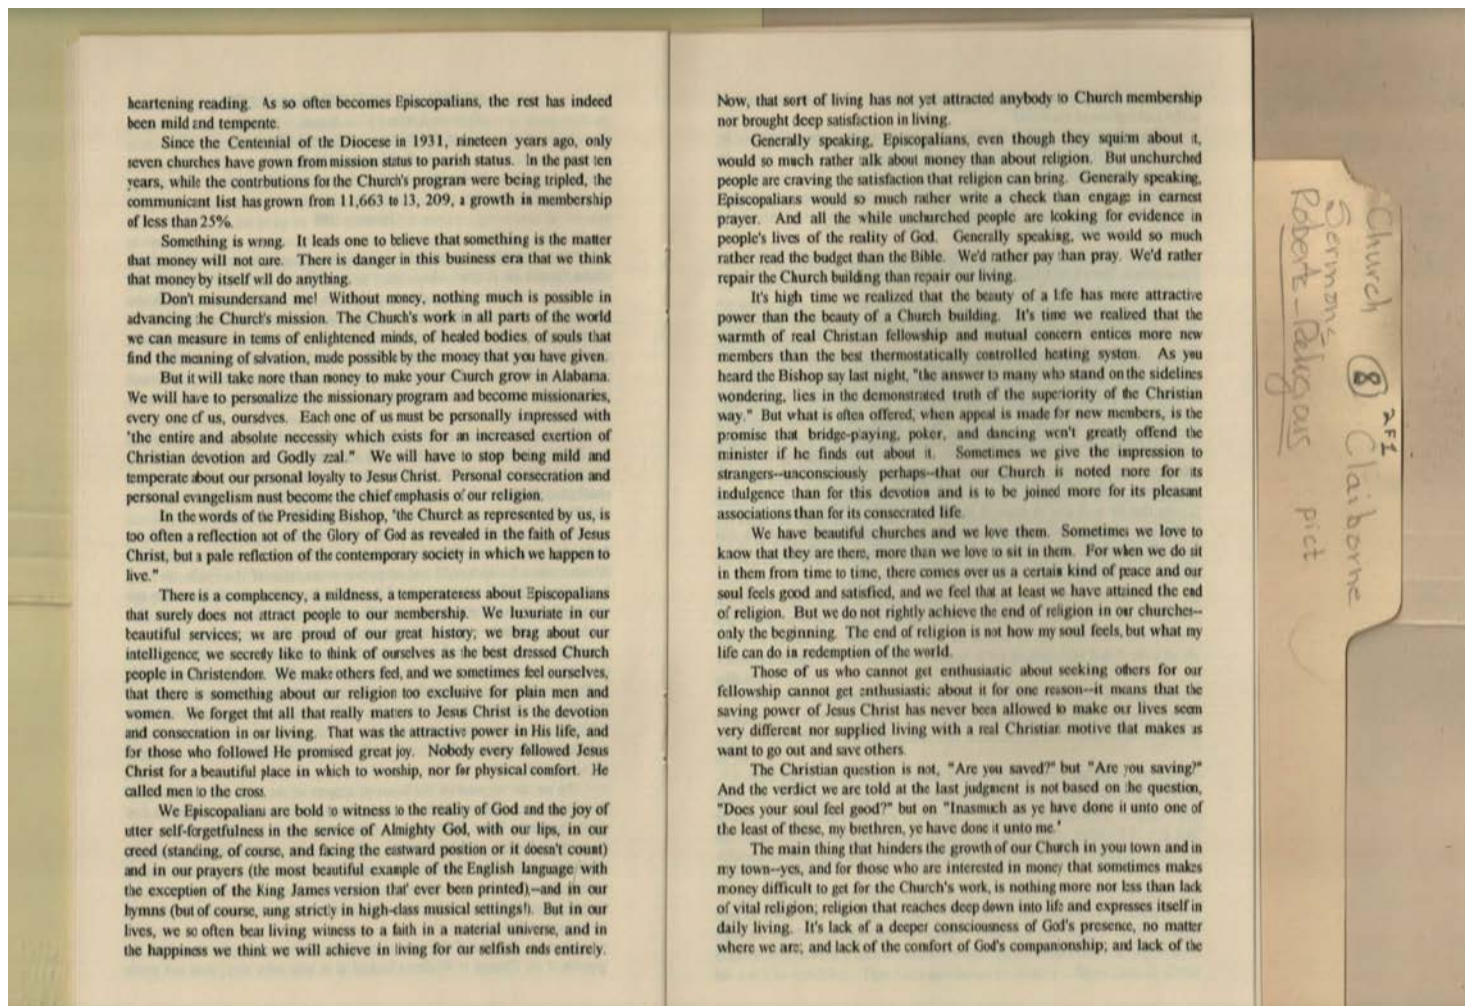 heartening reading. As so often becomes Episcopalians, the rest has indeed
been mild and tempente.
Since the Centennial of the Diocese in 1931, nineteen years ago, only
seven churches have grown from mission status to parish status. In the past ten
years, while the contributions for the Church's program were being tripled, the
communicant list has grown from 11,663 to 13, 209, a growth in membership
of less than 25%.
Something is wrong. It leads one to believe that something is the matter
that money will not cure. There is danger in this business era that we think
that money by itself will do anything.
Don't misunderstand me! Without money, nothing much is possible in
advancing the Church's mission. The Church's work in all parts of the world
we can measure in terms of enlightened minds, of healed bodies, of souls that
find the meaning of salvation, made possible by the money that you have given.
But it will take more than money to make your Church grow in Alabama.
We will have to personalize the missionary program and become missionaries,
every one of us, ourselves. Each one of us must be personally impressed with
"the entire and absolute necessity which exists for an increased exertion of
Christian devotion and Godly zeal." We will have to stop being mild and
temperate about our personal loyalty to Jesus Christ. Personal consecration and
personal evangelism must become the chief emphasis of our religion.
In the words of the Presiding Bishop, "the Church as represented by us, is
too often a reflection not of the Glory of God as revealed in the faith of Jesus
Christ, but a pale reflection of the contemporary society in which we happen to
live."
There is a complacency, a mildness, a temperateness about Episcopalians
that surely does not attract people to our membership. We luxuriate in our
beautiful services; we are proud of our great history; we brag about our
intelligence; we secretly like to think of ourselves as the best dressed Church
people in Christendom. We make others feel, and we sometimes feel ourselves,
that there is something about our religion too exclusive for plain men and
women. We forget that all that really matters to Jesus Christ is the devotion
and consecration in our living. That was the attractive power in His life, and
for those who followed He promised great joy. Nobody every followed Jesus
Christ for a beautiful place in which to worship, nor for physical comfort. He
called men to the cross.
We Episcopalians are bold to witness to the reality of God and the joy of
utter self-forgetfulness in the service of Almighty God, with our lips, in our
creed (standing, of course, and facing the eastward position or it doesn't count)
and in our prayers (the most beautiful example of the English language with
the exception of the King James version that ever been printed),--and in our
hymns (but of course, sung strictly in high-class musical settings!). But in our
lives, we so often bear living witness to a faith in a material universe, and in
the happiness we think we will achieve in living for our selfish ends entirely.
Now, that sort of living has not yet attracted anybody to Church membership
nor brought deep satisfaction in living.
Generally speaking, Episcopalians, even though they squirm about it,
would so much rather talk about money than about religion. But unchurched
people are craving the satisfaction that religion can bring. Generally speaking,
Episcopalians would so much rather write a check than engage in earnest
prayer. And all the while unchurched people are looking for evidence in
people's lives of the reality of God. Generally speaking, we would so much
rather read the budget than the Bible. We'd rather pay than pray. We'd rather
repair the Church building than repair our living.
It's high time we realized that the beauty of a life has more attractive
power than the beauty of a Church building. It's time we realized that the
warmth of real Christian fellowship and mutual concern entices more new
members than the best thermostatically controlled heating system. As you
heard the Bishop say last night, "the answer to many who stand on the sidelines
wondering, lies in the demonstrated truth of the superiority of the Christian
way." But what is often offered, when appeal is made for new members, is the
promise that bridge-playing, poker, and dancing won't greatly offend the
minister if he finds out about it. Sometimes we give the impression to
strangers--unconsciously perhaps--that our Church is noted more for its
indulgence than for this devotion and is to be joined more for its pleasant
associations than for its consecrated life.
We have beautiful churches and we love them. Sometimes we love to
know that they are there, more than we love to sit in them. For when we do sit
in them from time to time, there comes over us a certain kind of peace and our
soul feels good and satisfied, and we feel that at least we have attained the end
of religion. But we do not rightly achieve the end of religion in our churches--
only the beginning. The end of religion is not how my soul feels, but what my
life can do in redemption of the world.
Those of us who cannot get enthusiastic about seeking others for our
fellowship cannot get enthusiastic about it for one reason--it means that the
saving power of Jesus Christ has never been allowed to make our lives seem
very different nor supplied living with a real Christian motive that makes us
want to go out and save others.
The Christian question is not, "Are you saved?" but "Are you saving?"
And the verdict we are told at the last judgment is not based on the question,
"Does your soul feel good?" but on "Inasmuch as ye have done it unto one of
the least of these, my brethren, ye have done it unto me."
The main thing that hinders the growth of our Church in your town and in
my town--yes, and for those who are interested in money that sometimes makes
money difficult to get for the Church's work, is nothing more nor less than lack
of vital religion; religion that reaches deep down into life and expresses itself in
daily living. It's lack of a deeper consciousness of God's presence, no matter
where we are; and lack of the comfort of God's companionship; and lack of the
2F1
Church 8 Claiborne
Sermons
Roberts-Religous pict